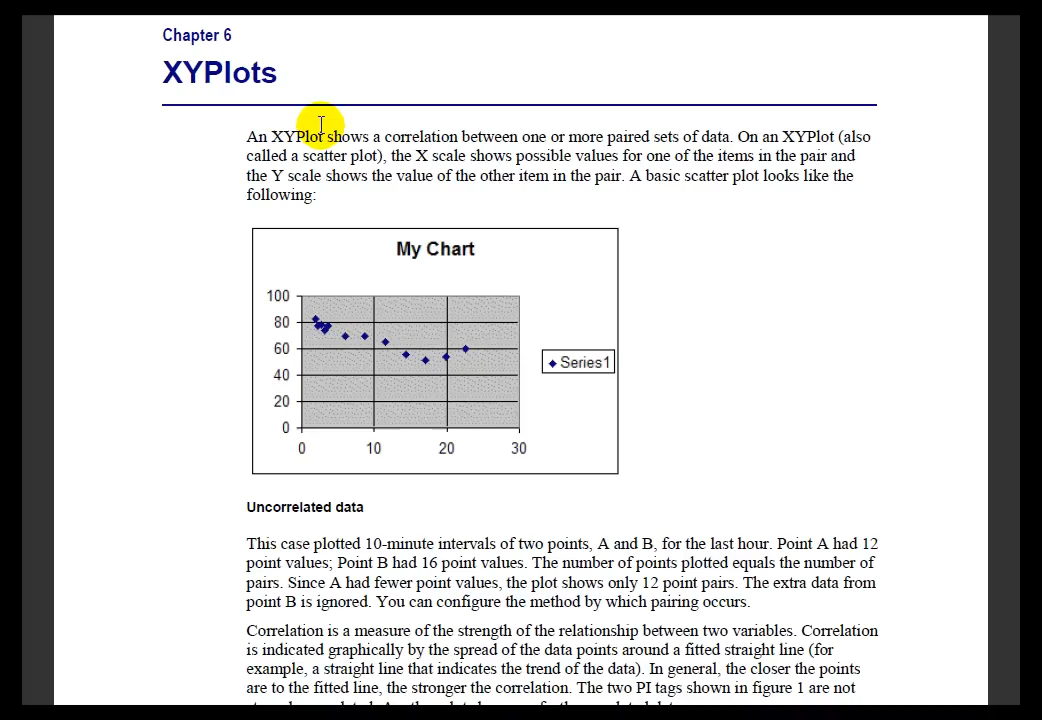 Chapter 6
XYPlots
An XYPlot shows a correlation between one or more paired sets of data. On an XYPlot (also
called a scatter plot), the X scale shows possible values for one of the items in the pair and
the Y scale shows the value of the other item in the pair. A basic scatter plot looks like the
following:
My Chart
100
80
60
40
20
0
0 10 20 30
Series1
Uncorrelated data
This case plotted 10-minute intervals of two points, A and B, for the last hour. Point A had 12
point values; Point B had 16 point values. The number of points plotted equals the number of
pairs. Since A had fewer point values, the plot shows only 12 point pairs. The extra data from
point B is ignored. You can configure the method by which pairing occurs.
Correlation is a measure of the strength of the relationship between two variables. Correlation
is indicated graphically by the spread of the data points around a fitted straight line (for
example, a straight line that indicates the trend of the data). In general, the closer the points
are to the fitted line, the stronger the correlation. The two PI tags shown in figure 1 are not